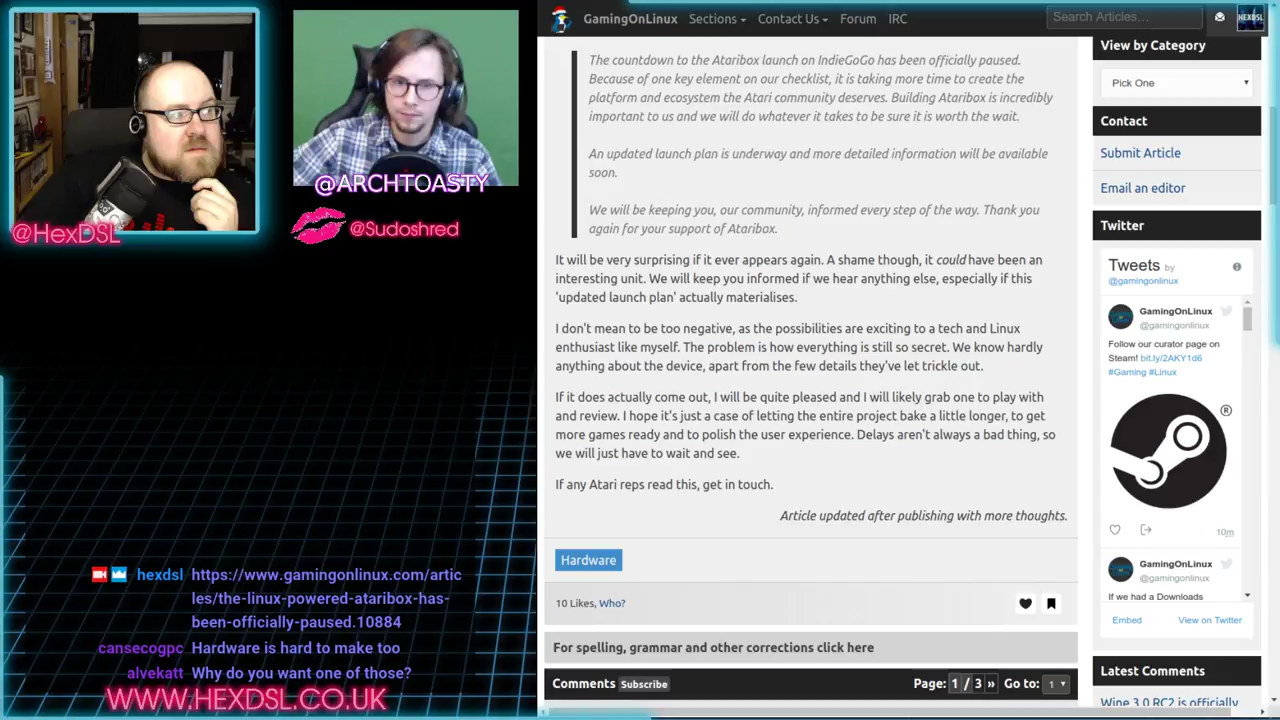 @HexDSL
@ARCHTOASTY
@Sudoshred
hexdsl https://www.gamingonlinux.com/artic
les/the-linux-powered-ataribox-has-
been-officially-paused.10884
cansecogpc Hardware is hard to make too
alvekatt Why do you want one of those?
WWW.HEXDSL.CO.UK
GamingOnLinux Sections Contact Us Forum IRC Search Articles... HEXDSL
The countdown to the Ataribox launch on IndieGoGo has been officially paused.
Because of one key element on our checklist, it is taking more time to create the
platform and ecosystem the Atari community deserves. Building Ataribox is incredibly
important to us and we will do whatever it takes to be sure it is worth the wait.
An updated launch plan is underway and more detailed information will be available
soon.
We will be keeping you, our community, informed every step of the way. Thank you
again for your support of Ataribox.
It will be very surprising if it ever appears again. A shame though, it could have been an
interesting unit. We will keep you informed if we hear anything else, especially if this
'updated launch plan' actually materialises.
I don't mean to be too negative, as the possibilities are exciting to a tech and Linux
enthusiast like myself. The problem is how everything is still so secret. We know hardly
anything about the device, apart from the few details they've let trickle out.
If it does actually come out, I will be quite pleased and I will likely grab one to play with
and review. I hope it's just a case of letting the entire project bake a little longer, to get
more games ready and to polish the user experience. Delays aren't always a bad thing, so
we will just have to wait and see.
If any Atari reps read this, get in touch.
Article updated after publishing with more thoughts.
Hardware
10 Likes, Who?
For spelling, grammar and other corrections click here
Comments Subscribe Page: 1 / 3 » Go to: 1
View by Category
Pick One
Contact
Submit Article
Email an editor
Twitter
Tweets by
@gamingonlinux
GamingOnLinux
@gamingonlinux
Follow our curator page on
Steam! bit.ly/2AKY1d6
#Gaming #Linux
®
10m
GamingOnLinux
@gamingonlinux
If we had a Downloads
Embed View on Twitter
Latest Comments
Wine 3.0 RC2 is officially